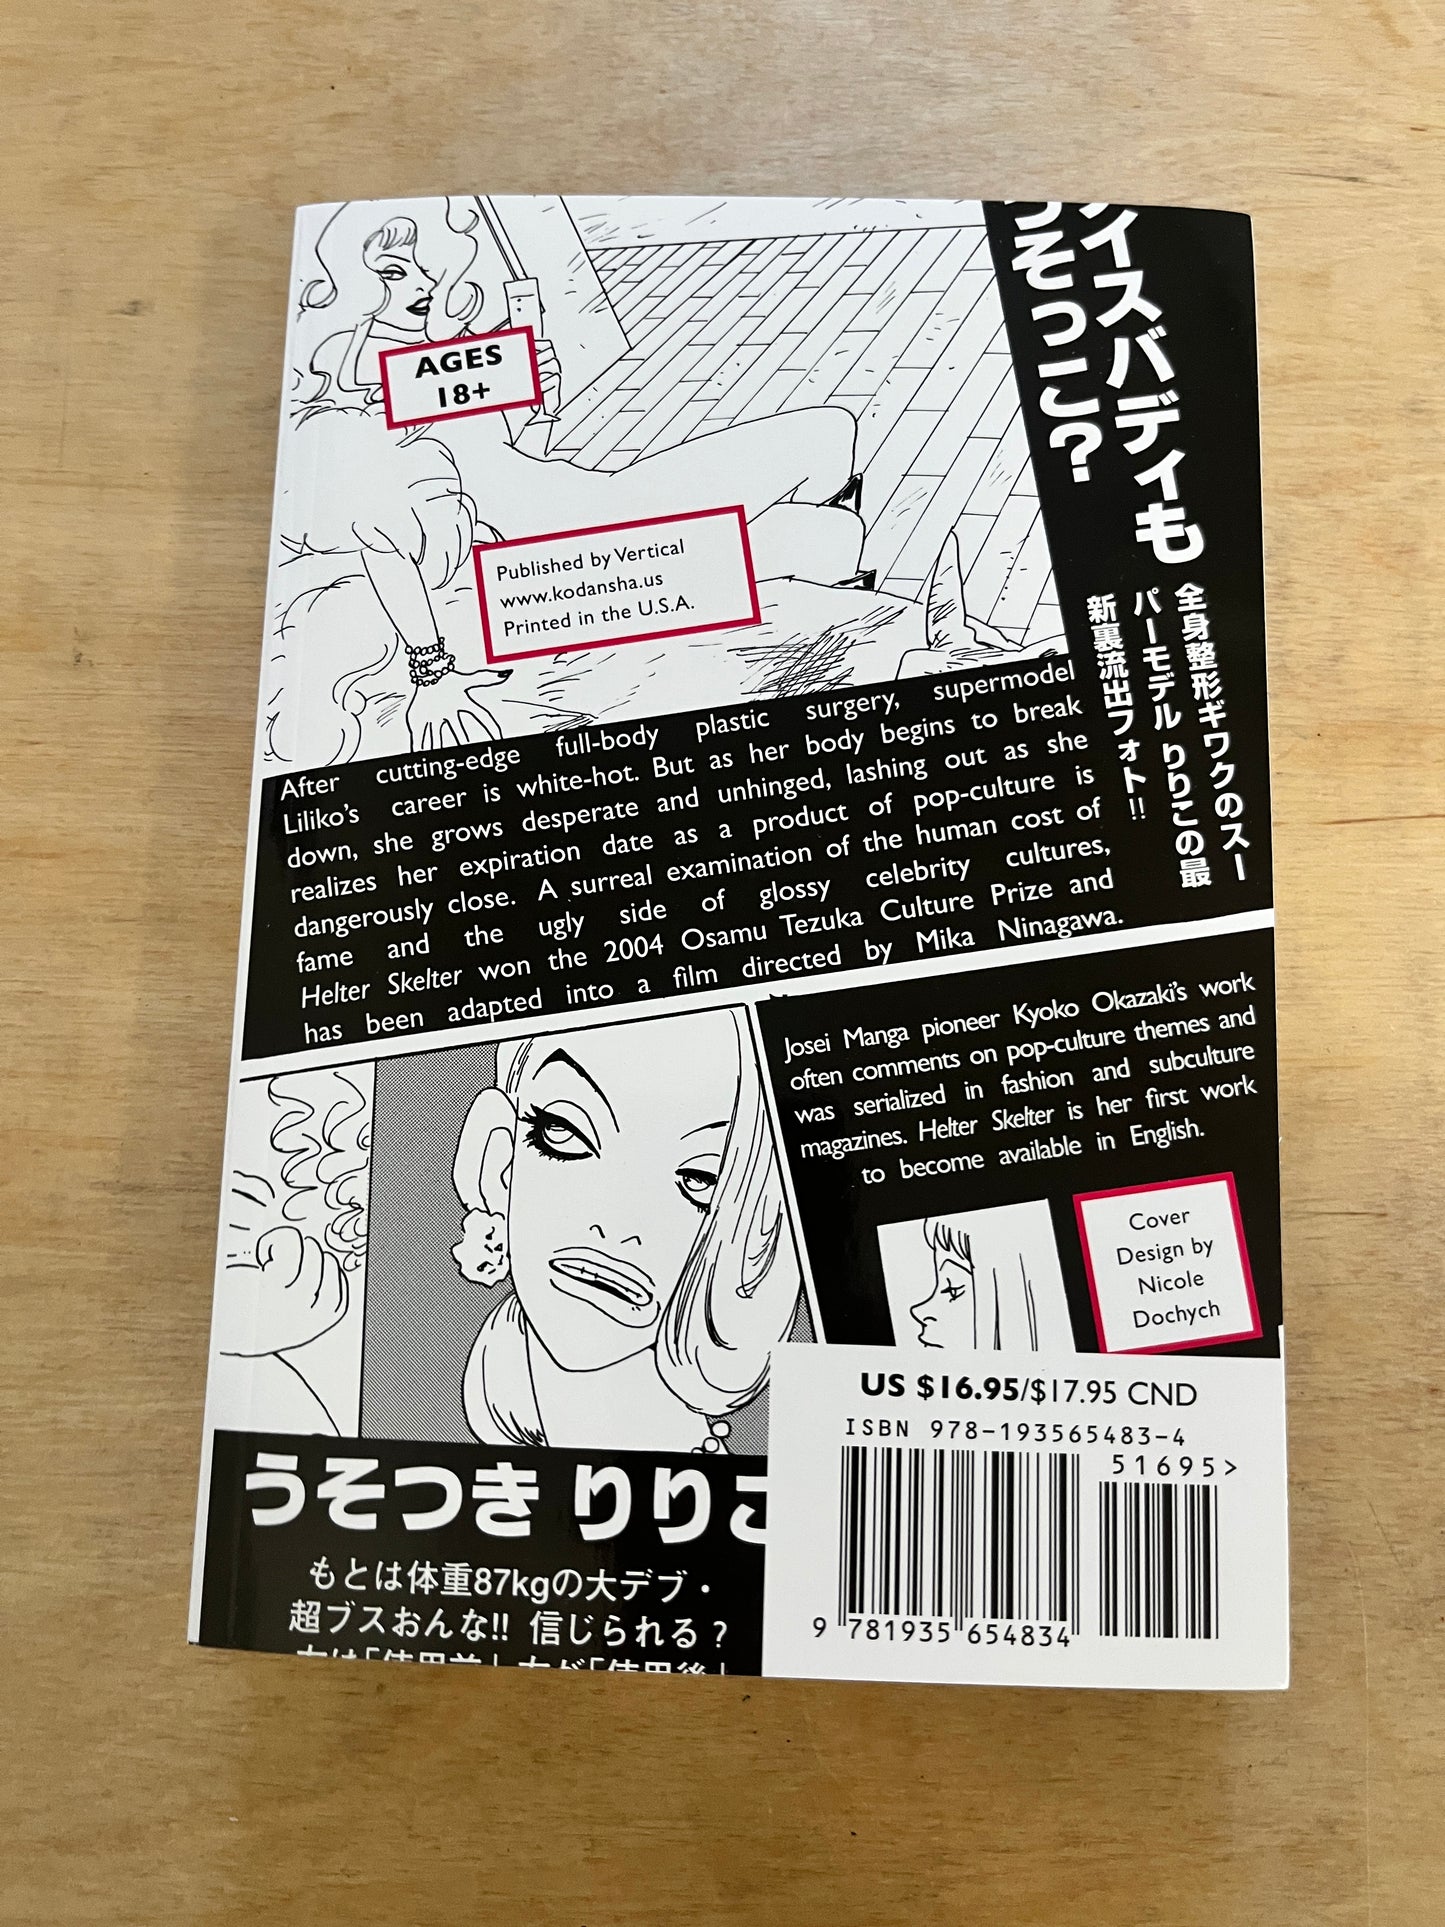 イスバディも
うそっこ?
全身整形ギワクのスー
パーモデル りりこの最
新裏流出フォト!!
AGES
18+
Published by Vertical
www.kodansha.us
Printed in the U.S.A.
After cutting-edge full-body plastic surgery, supermodel
Liliko's career is white-hot. But as her body begins to break
down, she grows desperate and unhinged, lashing out as she
realizes her expiration date as a product of pop-culture is
dangerously close. A surreal examination of the human cost of
fame and the ugly side of glossy celebrity cultures,
Helter Skelter won the 2004 Osamu Tezuka Culture Prize and
has been adapted into a film directed by Mika Ninagawa.
Josei Manga pioneer Kyoko Okazaki's work
often comments on pop-culture themes and
was serialized in fashion and subculture
magazines. Helter Skelter is her first work
to become available in English.
Cover
Design by
Nicole
Dochych
うそつき りりこ
もとは体重87kgの大デブ・
超ブスおんな!! 信じられる?
US $16.95/$17.95 CND
ISBN 978-193565483-4
51695>
9 781935 654834